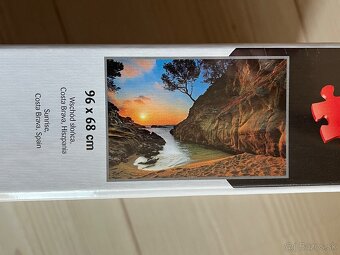 96 x 68 cm
Wschód słońca,
Costa Brava, Hiszpania
Sunrise,
Costa Brava, Spain